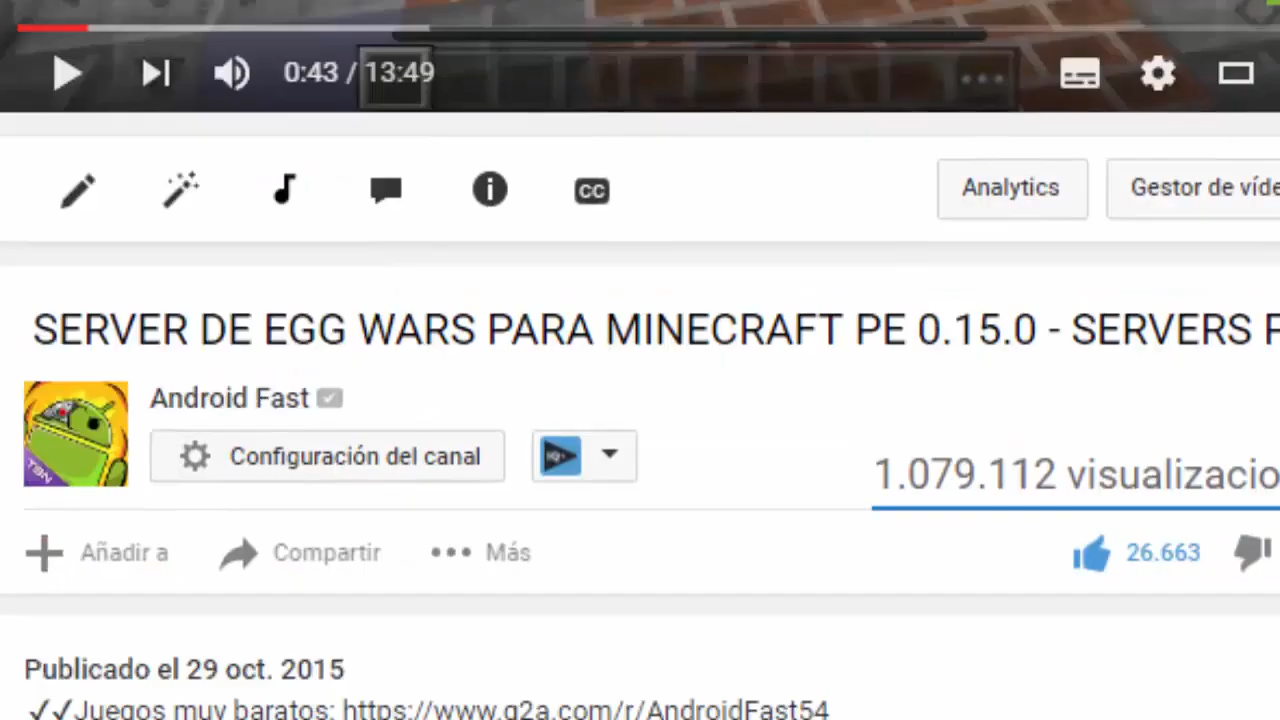 0:43 / 13:49
CC
Analytics
Gestor de víde
SERVER DE EGG WARS PARA MINECRAFT PE 0.15.0 - SERVERS P
Android Fast
TGN
Configuración del canal
1.079.112 visualizacio
Añadir a
Compartir
Más
26.663
Publicado el 29 oct. 2015
✓✓Juegos muy baratos: https://www.g2a.com/r/AndroidFast54